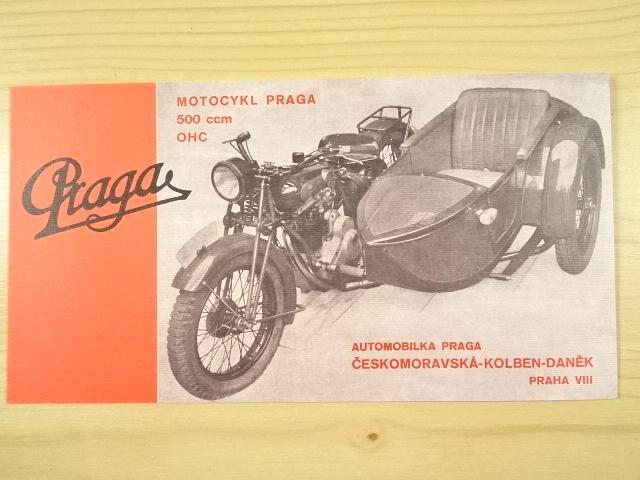 Praga
MOTOCYKL PRAGA
500 ccm
OHC
AUTOMOBILKA PRAGA
ČESKOMORAVSKÁ-KOLBEN-DANĚK
PRAHA VIII